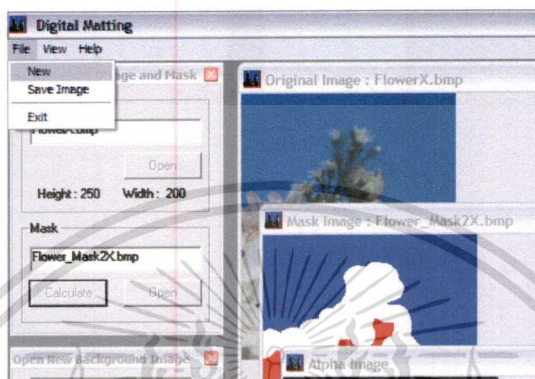 Digital Matting
File View Help
New
Save Image
Exit
ge and Mask
Open
Height : 250 Width : 200
Mask
Flower_Mask2X.bmp
Calculate Open
Open New Background Image
Original Image : FlowerX.bmp
Mask Image : Flower_Mask2X.bmp
Alpha Image